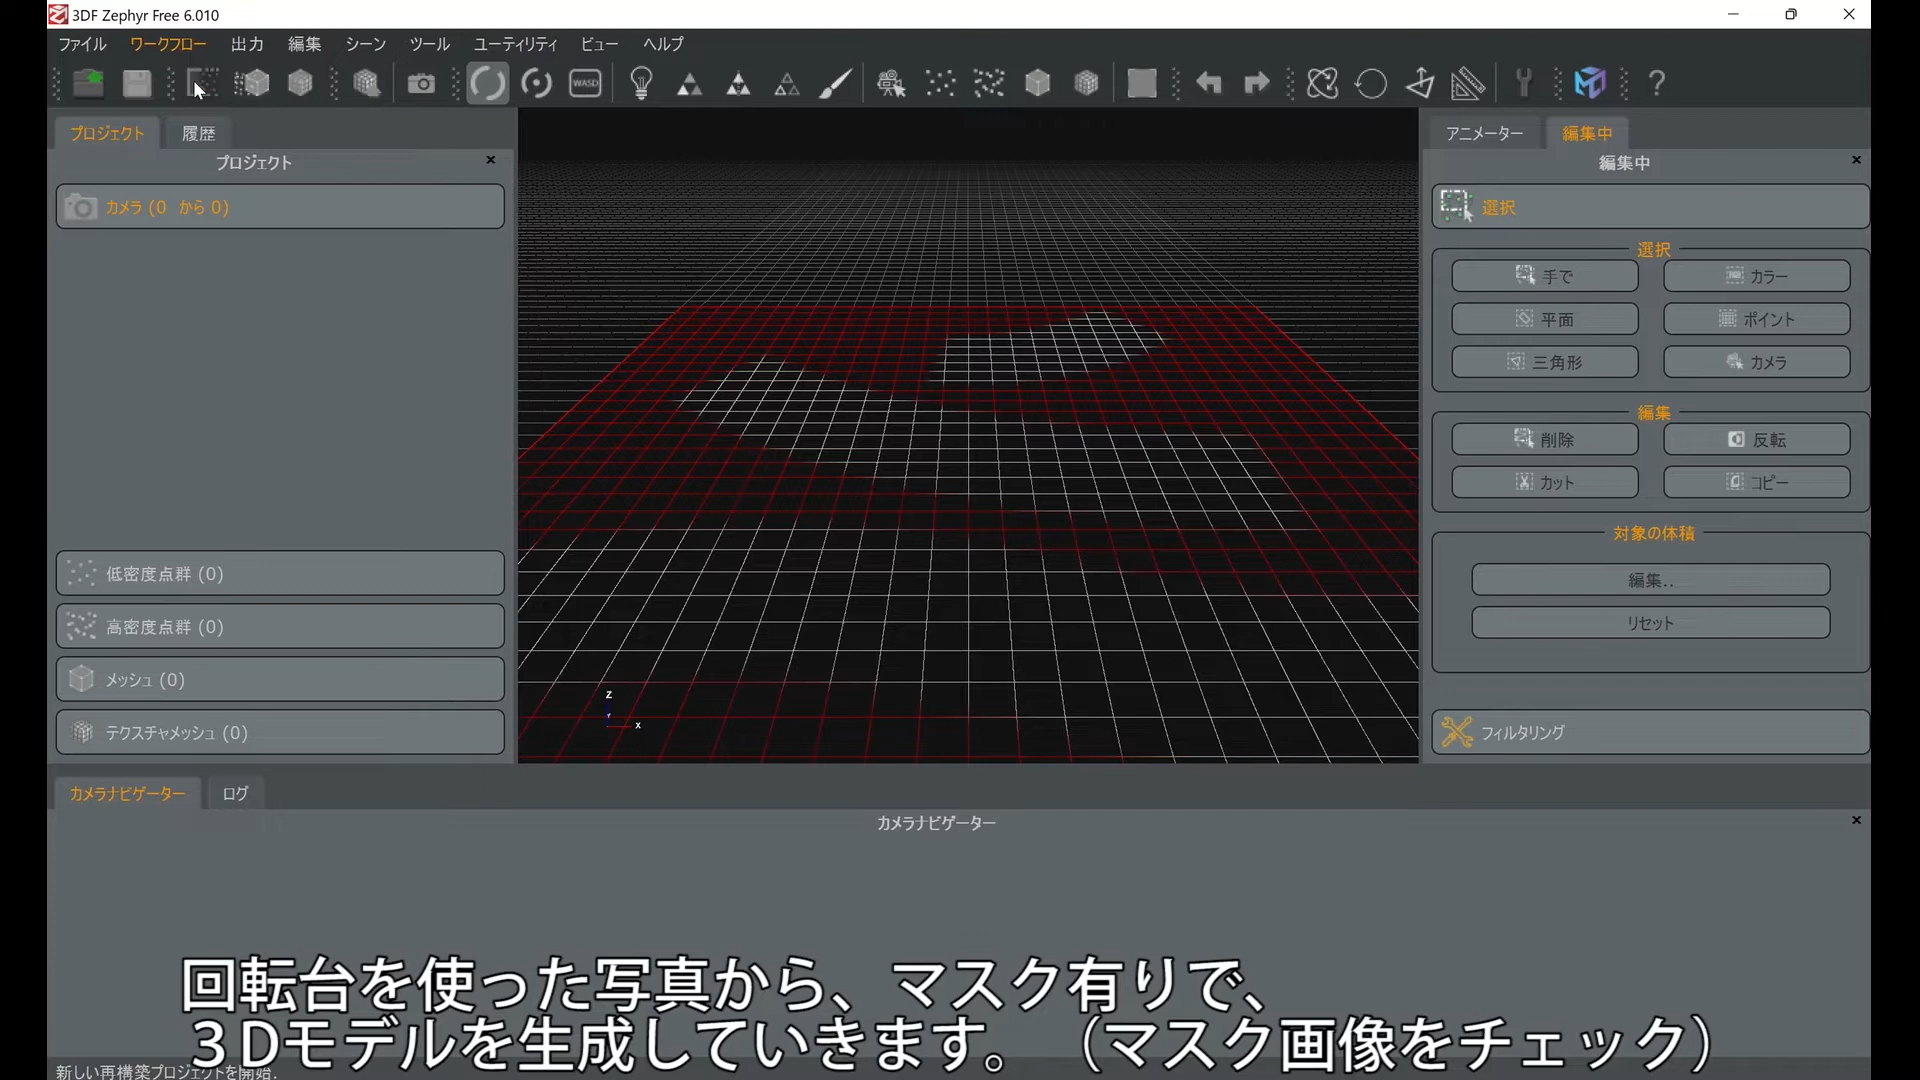 3DF Zephyr Free 6.010
ファイル ワークフロー 出力 編集 シーン ツール ユーティリティ ビュー ヘルプ
WASD
プロジェクト 履歴
プロジェクト
カメラ (0 から 0)
低密度点群 (0)
高密度点群 (0)
メッシュ (0)
テクスチャメッシュ (0)
Z
Y
X
アニメーター 編集中
編集中
選択
選択
手で カラー
平面 ポイント
三角形 カメラ
編集
削除 反転
カット コピー
対象の体積
編集..
リセット
フィルタリング
カメラナビゲーター ログ
カメラナビゲーター
回転台を使った写真から、マスク有りで、
３Dモデルを生成していきます。（マスク画像をチェック）
新しい再構築プロジェクトを開始.